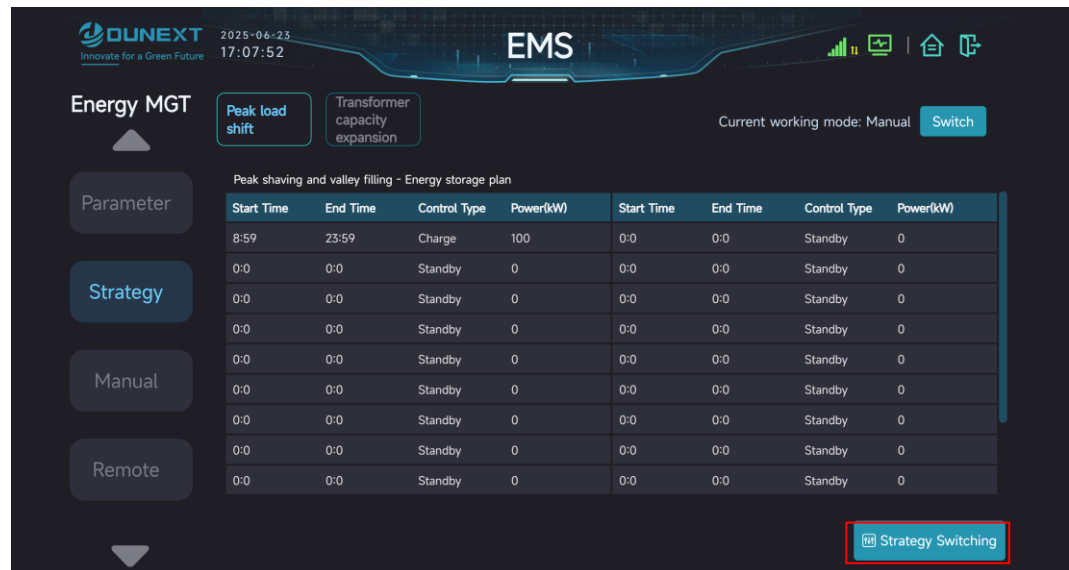 DUNEXT
Innovate for a Green Future
2025-06-23
17:07:52
EMS
Energy MGT
Peak load
shift
Transformer
capacity
expansion
Current working mode: Manual
Switch
Parameter
Strategy
Manual
Remote
Peak shaving and valley filling - Energy storage plan
Start Time End Time Control Type Power(kW) Start Time End Time Control Type Power(kW)
8:59 23:59 Charge 100 0:0 0:0 Standby 0
0:0 0:0 Standby 0 0:0 0:0 Standby 0
0:0 0:0 Standby 0 0:0 0:0 Standby 0
0:0 0:0 Standby 0 0:0 0:0 Standby 0
0:0 0:0 Standby 0 0:0 0:0 Standby 0
0:0 0:0 Standby 0 0:0 0:0 Standby 0
0:0 0:0 Standby 0 0:0 0:0 Standby 0
0:0 0:0 Standby 0 0:0 0:0 Standby 0
0:0 0:0 Standby 0 0:0 0:0 Standby 0
Strategy Switching